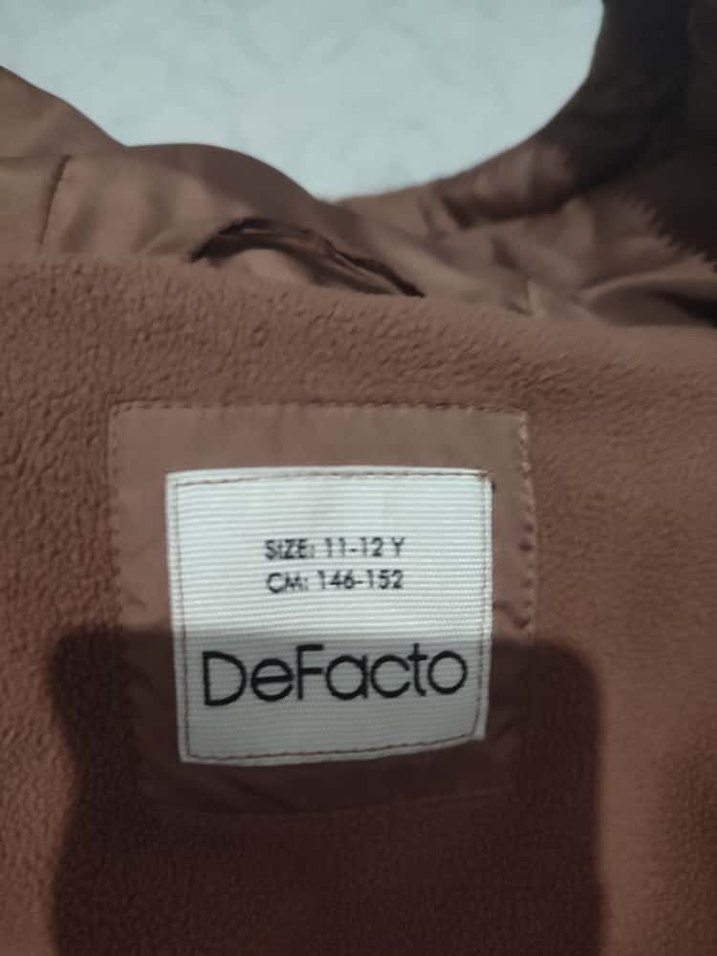 SIZE: 11-12 Y
CM: 146-152
DeFacto